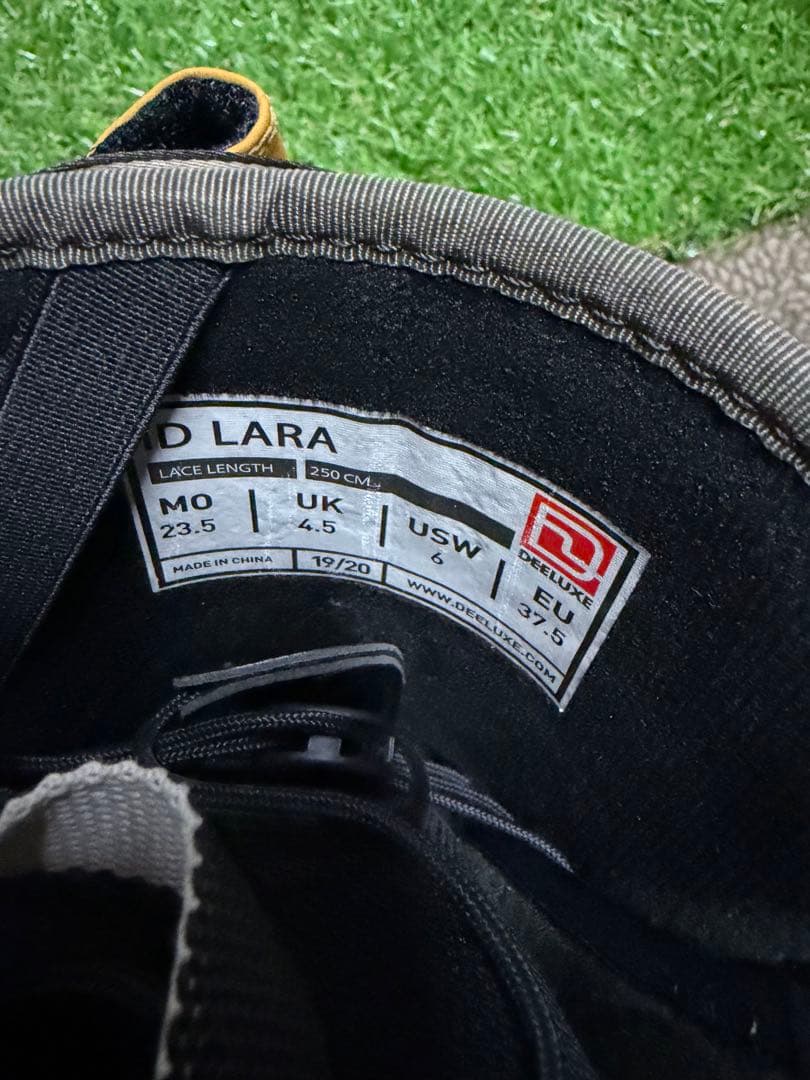 ID LARA
LACE LENGTH 250 CM
MO UK USW EU
23.5 4.5 6 37.5
DEELUXE
MADE IN CHINA 19/20 WWW.DEELUXE.COM